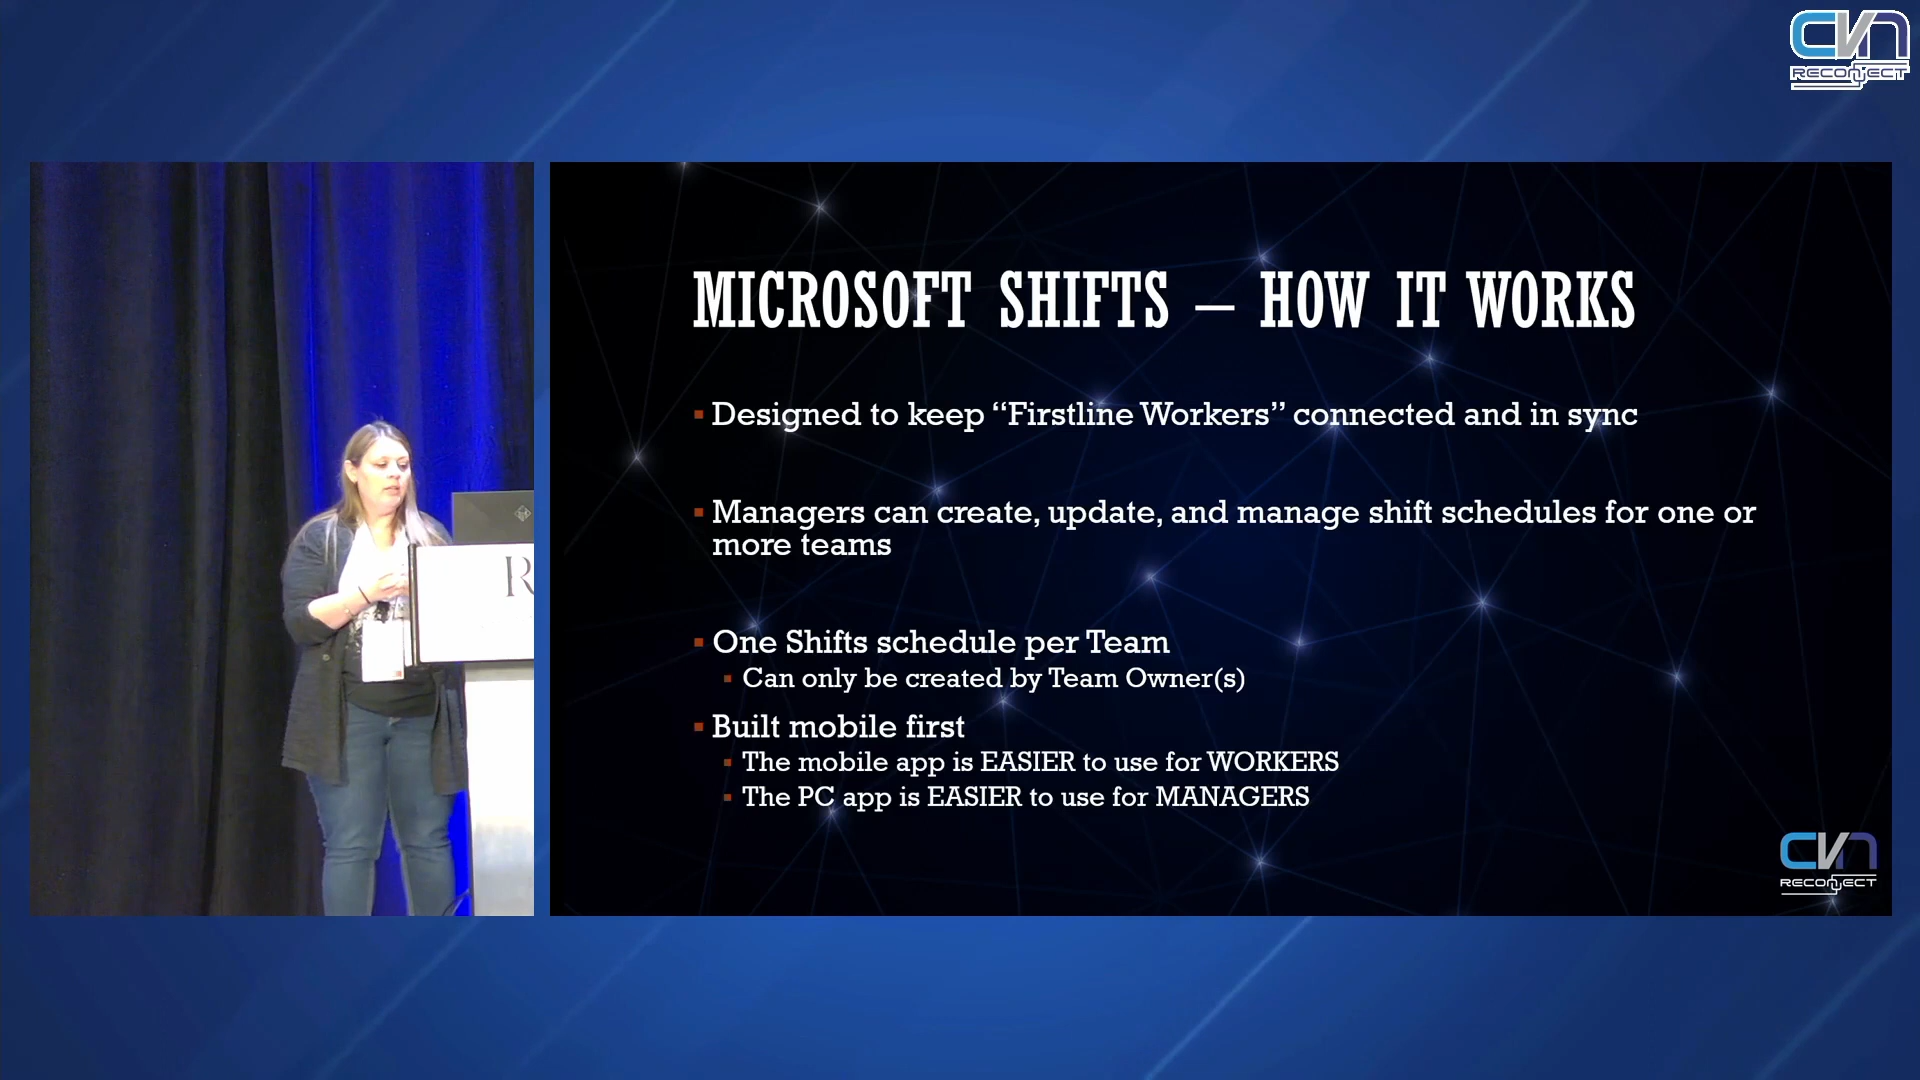 CVN
RECONNECT
MICROSOFT SHIFTS – HOW IT WORKS
Designed to keep “Firstline Workers” connected and in sync
Managers can create, update, and manage shift schedules for one or
more teams
One Shifts schedule per Team
Can only be created by Team Owner(s)
Built mobile first
The mobile app is EASIER to use for WORKERS
The PC app is EASIER to use for MANAGERS
R
CVN
RECONNECT